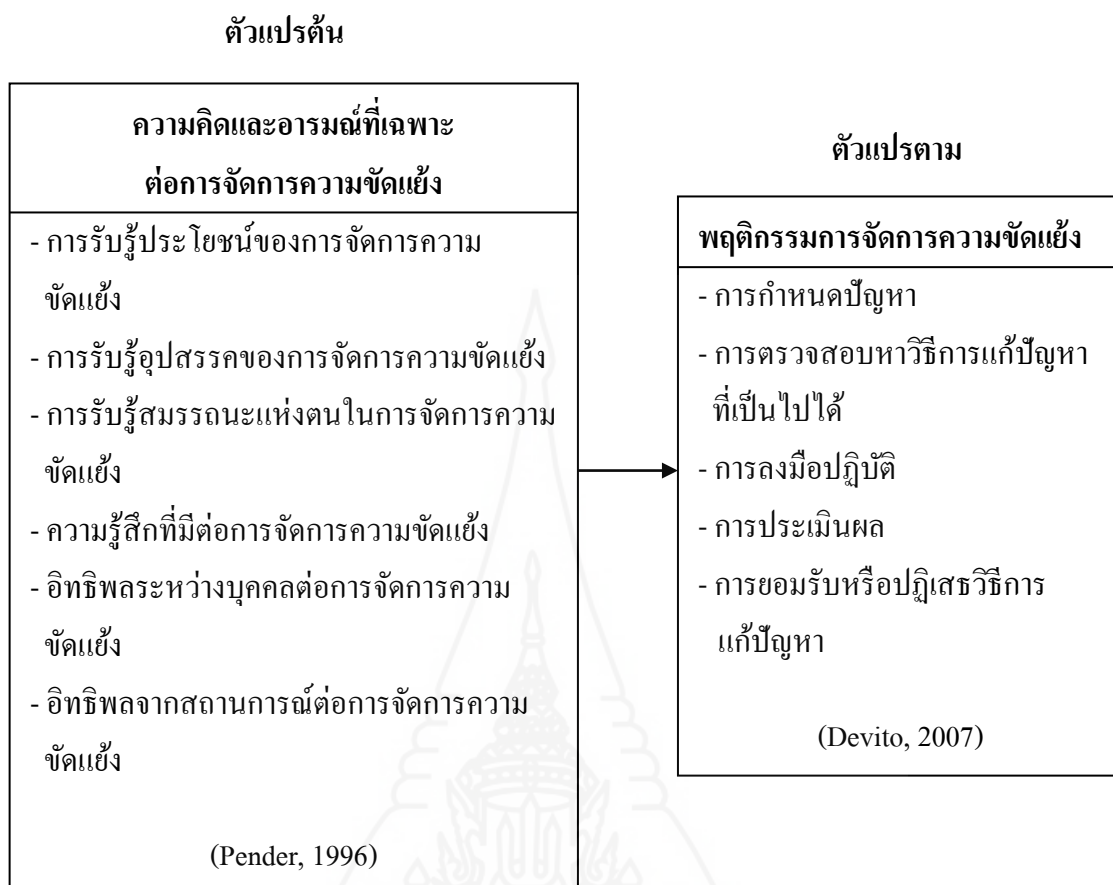 ตัวแปรต้น
ความคิดและอารมณ์ที่เฉพาะ
ต่อการจัดการความขัดแย้ง
- การรับรู้ประโยชน์ของการจัดการความ
ขัดแย้ง
- การรับรู้อุปสรรคของการจัดการความขัดแย้ง
- การรับรู้สมรรถนะแห่งตนในการจัดการความ
ขัดแย้ง
- ความรู้สึกที่มีต่อการจัดการความขัดแย้ง
- อิทธิพลระหว่างบุคคลต่อการจัดการความ
ขัดแย้ง
- อิทธิพลจากสถานการณ์ต่อการจัดการความ
ขัดแย้ง
(Pender, 1996)
ตัวแปรตาม
พฤติกรรมการจัดการความขัดแย้ง
- การกำหนดปัญหา
- การตรวจสอบหาวิธีการแก้ปัญหา
ที่เป็นไปได้
- การลงมือปฏิบัติ
- การประเมินผล
- การยอมรับหรือปฏิเสธวิธีการ
แก้ปัญหา
(Devito, 2007)